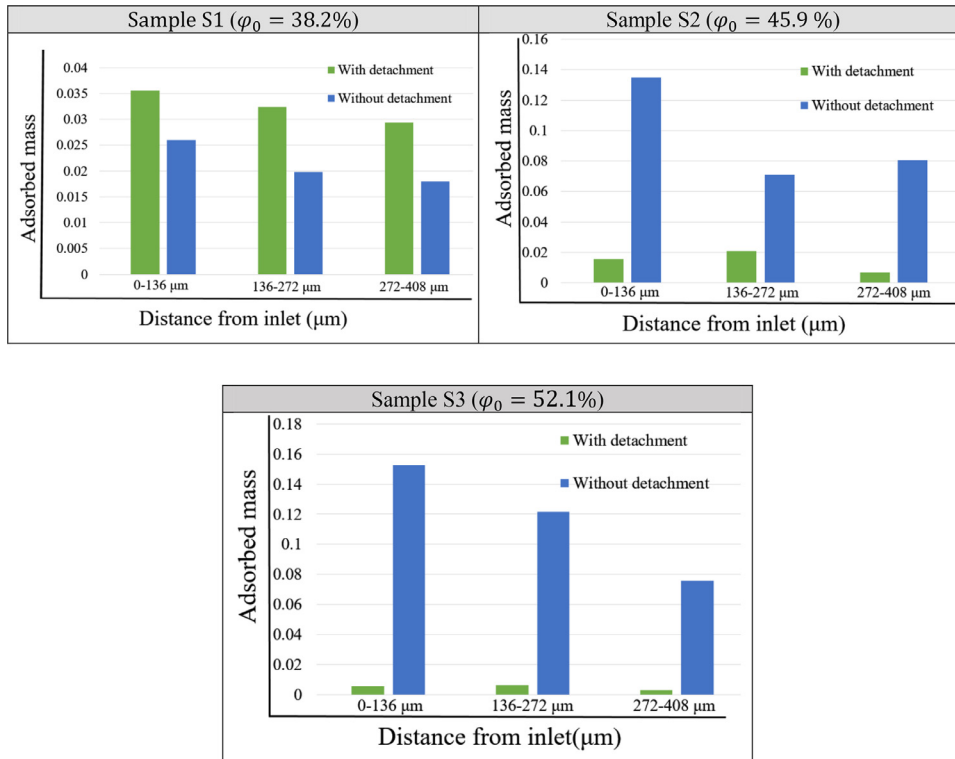 Sample S1 (φ₀ = 38.2%)
Adsorbed mass
0.04
0.035
0.03
0.025
0.02
0.015
0.01
0.005
0
With detachment
Without detachment
0-136 μm
136-272 μm
272-408 μm
Distance from inlet (μm)
Sample S2 (φ₀ = 45.9 %)
Adsorbed mass
0.16
0.14
0.12
0.1
0.08
0.06
0.04
0.02
0
With detachment
Without detachment
0-136 μm
136-272 μm
272-408 μm
Distance from inlet (μm)
Sample S3 (φ₀ = 52.1%)
Adsorbed mass
0.18
0.16
0.14
0.12
0.1
0.08
0.06
0.04
0.02
0
With detachment
Without detachment
0-136 μm
136-272 μm
272-408 μm
Distance from inlet(μm)